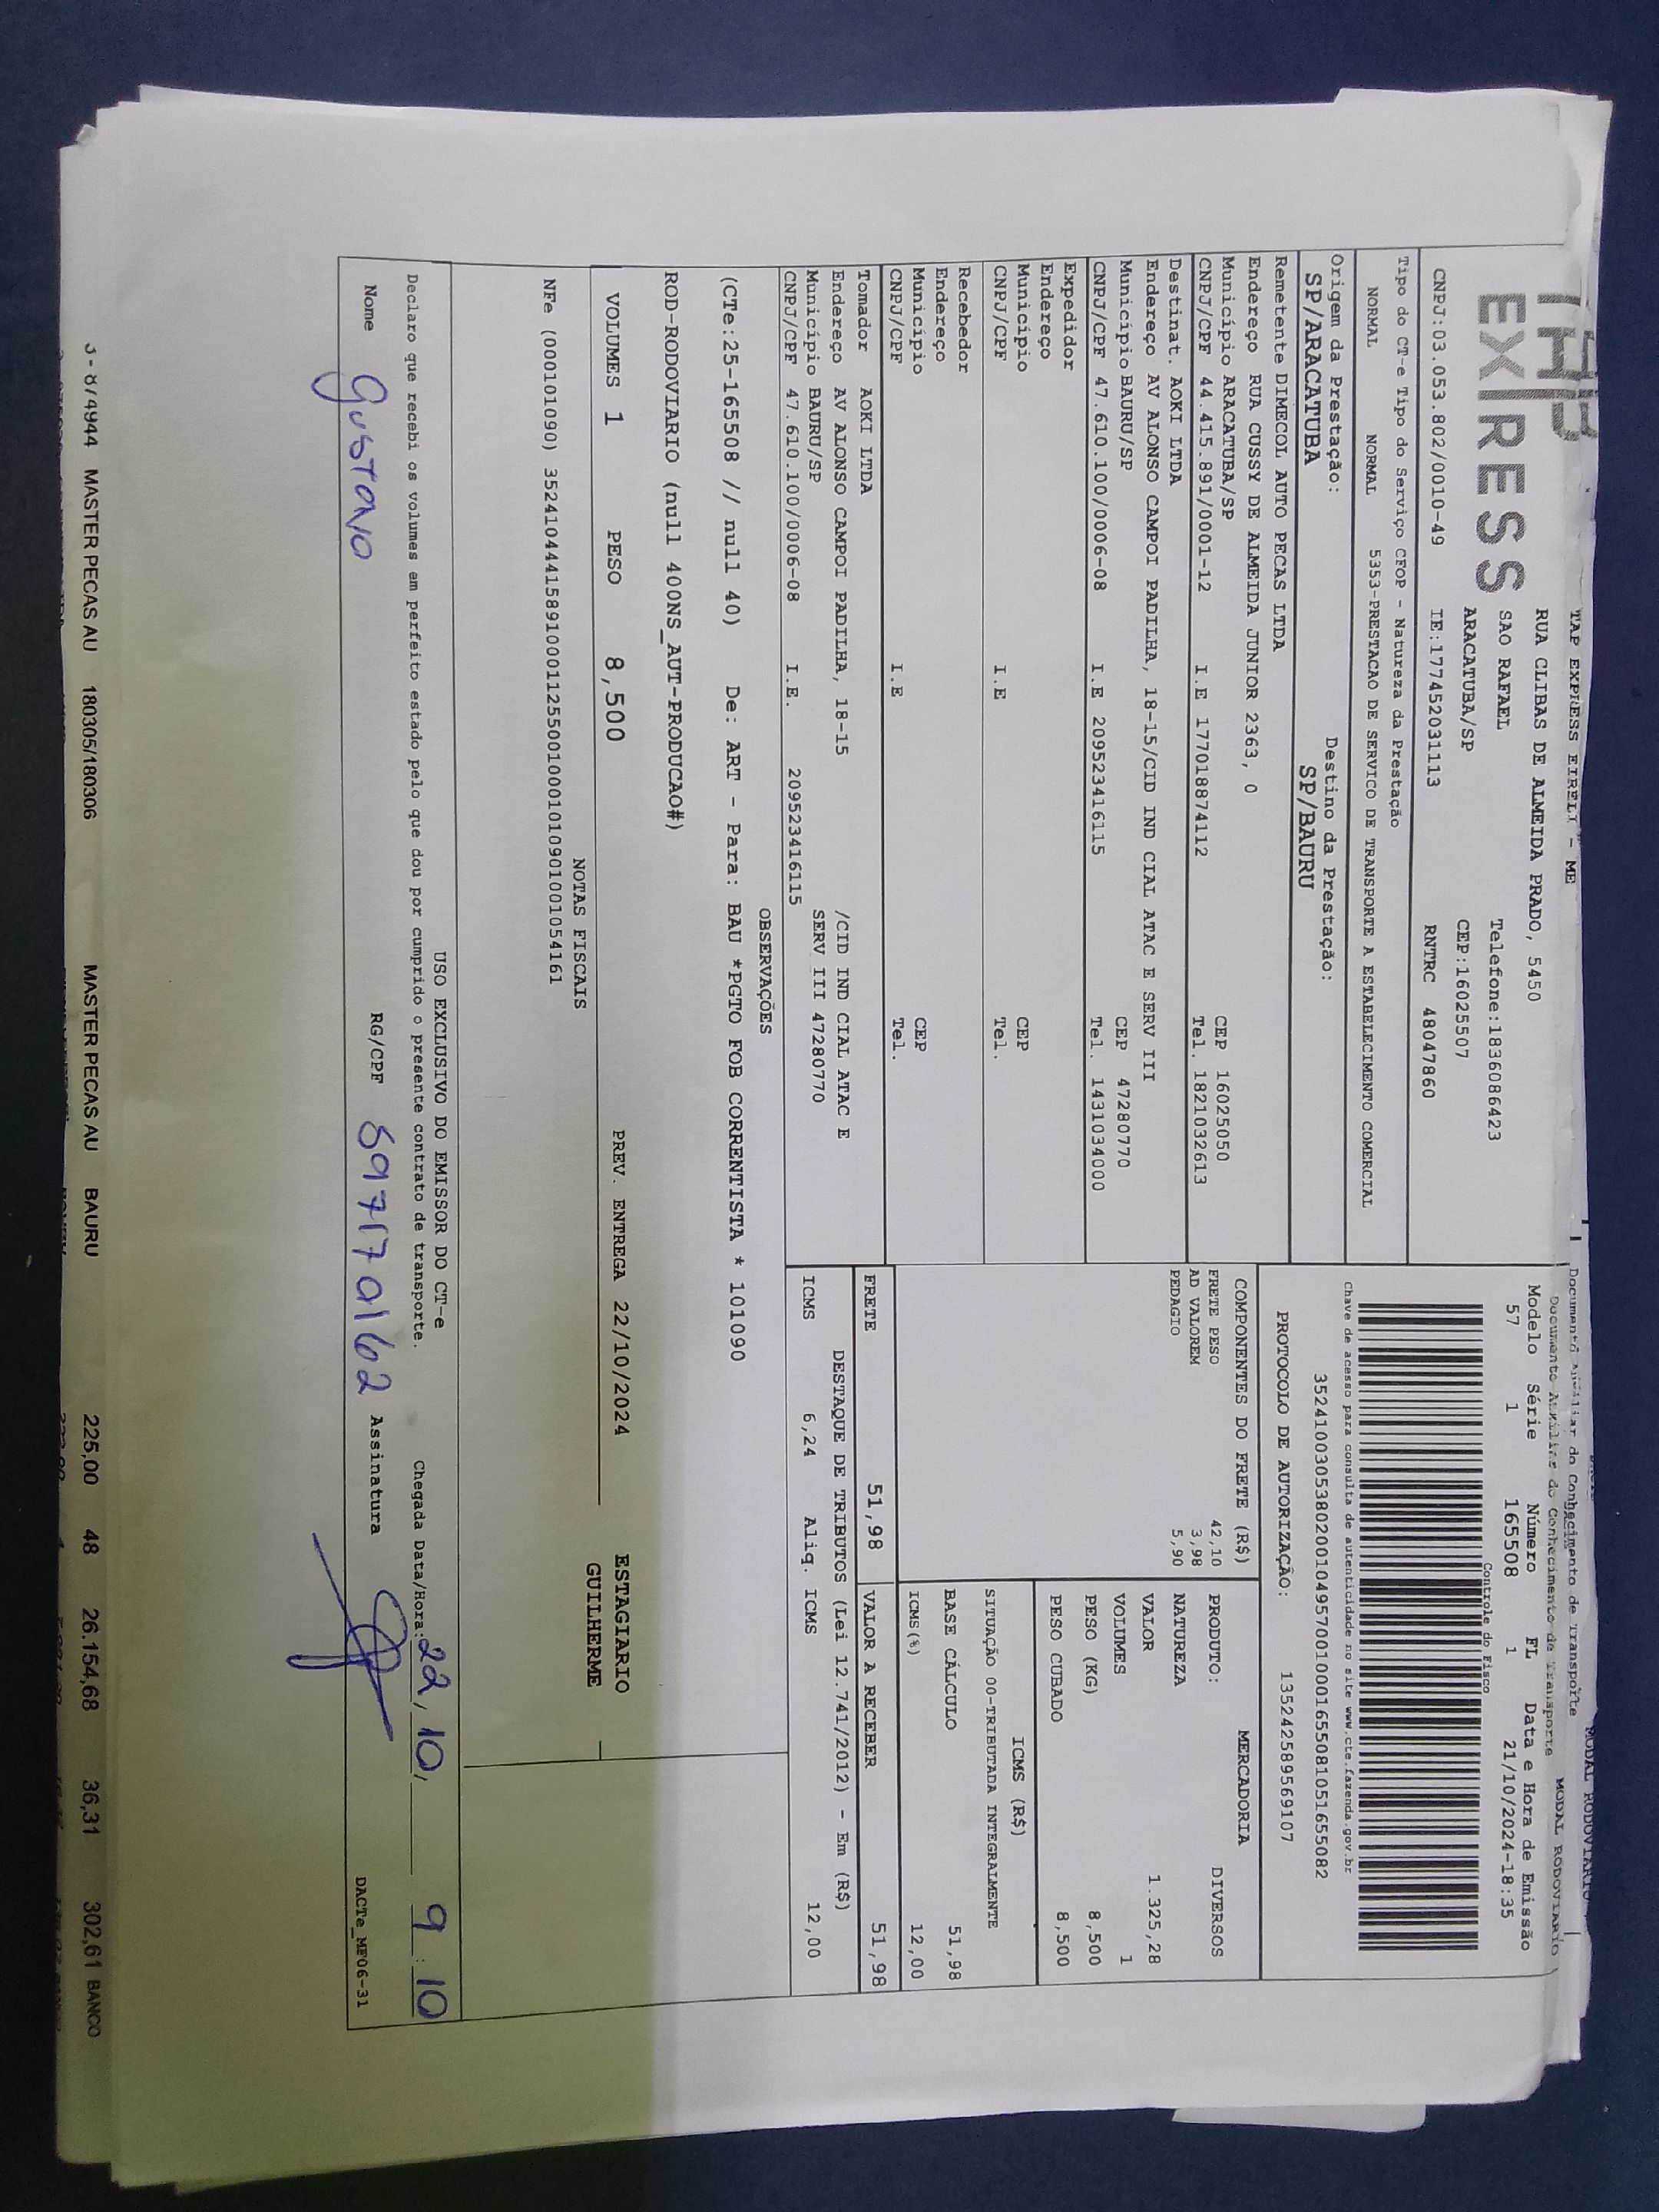 TAP EXPRESS EIRELI - ME
EXPRESS
RUA CLIBAS DE ALMEIDA PRADO, 5450
SAO RAFAEL
Telefone:1836086423
ARACATUBA/SP
CEP:16025507
CNPJ:03.053.802/0010-49 IE:177452031113 RNTRC 48047860
MODAL RODOVIARIO
Documento Auxiliar do Conhecimento de Transporte
Modelo Série Número FL Data e Hora de Emissão
57 1 165508 1 21/10/2024-18:35
Controle do Fisco
Chave de acesso para consulta de autenticidade no site www.cte.fazenda.gov.br
35241003053802001049570010001655081051655082
PROTOCOLO DE AUTORIZAÇÃO: 135242589569107
Tipo do CT-e Tipo do Serviço CFOP - Natureza da Prestação
NORMAL NORMAL 5353-PRESTACAO DE SERVICO DE TRANSPORTE A ESTABELECIMENTO COMERCIAL
Origem da Prestação: Destino da Prestação:
SP/ARACATUBA SP/BAURU
Remetente DIMECOL AUTO PECAS LTDA
Endereço RUA CUSSY DE ALMEIDA JUNIOR 2363, 0
Município ARACATUBA/SP CEP 16025050
CNPJ/CPF 44.415.891/0001-12 I.E 177018874112 Tel. 1821032613
Destinat. AOKI LTDA
Endereço AV ALONSO CAMPOI PADILHA, 18-15/CID IND CIAL ATAC E SERV III
Município BAURU/SP CEP 47280770
CNPJ/CPF 47.610.100/0006-08 I.E 209523416115 Tel. 1431034000
Expedidor
Endereço
Município CEP
CNPJ/CPF I.E Tel.
Recebedor
Endereço
Município CEP
CNPJ/CPF I.E Tel.
Tomador AOKI LTDA
Endereço AV ALONSO CAMPOI PADILHA, 18-15 /CID IND CIAL ATAC E
Município BAURU/SP SERV III 47280770
CNPJ/CPF 47.610.100/0006-08 I.E. 209523416115
COMPONENTES DO FRETE (R$)
FRETE PESO 42,10
AD VALOREM 3,98
PEDAGIO 5,90
MERCADORIA
PRODUTO: DIVERSOS
NATUREZA
VALOR 1.325,28
VOLUMES 1
PESO (KG) 8,500
PESO CUBADO 8,500
ICMS (R$)
SITUAÇÃO 00-TRIBUTADA INTEGRALMENTE
BASE CÁLCULO 51,98
ICMS(%) 12,00
FRETE 51,98 VALOR A RECEBER 51,98
DESTAQUE DE TRIBUTOS (Lei 12.741/2012) - Em (R$)
ICMS 6,24 Aliq. ICMS 12,00
OBSERVAÇÕES
(CTe:25-165508 // null 40) De: ART - Para: BAU *PGTO FOB CORRENTISTA * 101090
ROD-RODOVIARIO (null 400NS_AUT-PRODUCAO#)
VOLUMES 1 PESO 8,500 PREV. ENTREGA 22/10/2024 ESTAGIARIO
GUILHERME
NOTAS FISCAIS
NFe (000101090) 35241044415891000112550010001010901001054161
USO EXCLUSIVO DO EMISSOR DO CT-e
Declaro que recebi os volumes em perfeito estado pelo que dou por cumprido o presente contrato de transporte. Chegada Data/Hora: 22/10/ 9:10
Nome Gustavo RG/CPF 597170162 Assinatura DACTe_MF06-31
MASTER PECAS AU 180305/180306 MASTER PECAS AU BAURU 225,00 48 26.154,68 36,31 302,61 BANCO